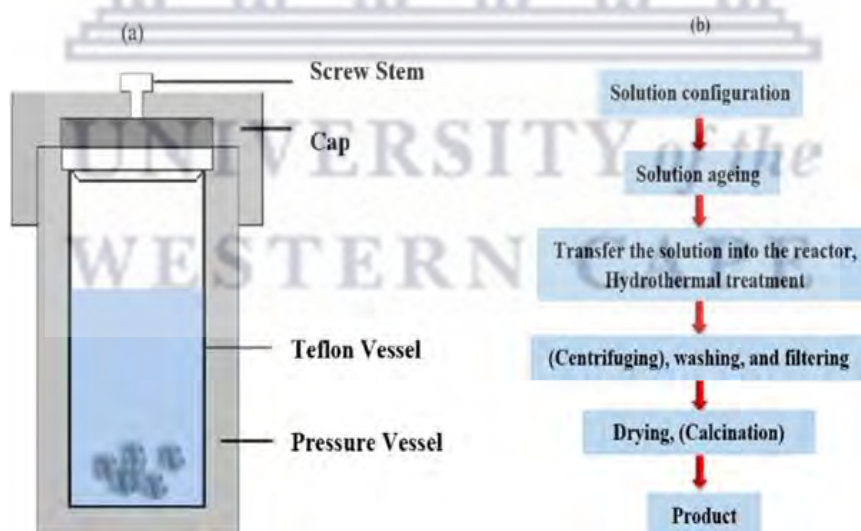 (a)
Screw Stem
Cap
Teflon Vessel
Pressure Vessel
(b)
Solution configuration
Solution ageing
Transfer the solution into the reactor,
Hydrothermal treatment
(Centrifuging), washing, and filtering
Drying, (Calcination)
Product
UNIVERSITY of the
WESTERN CAPE